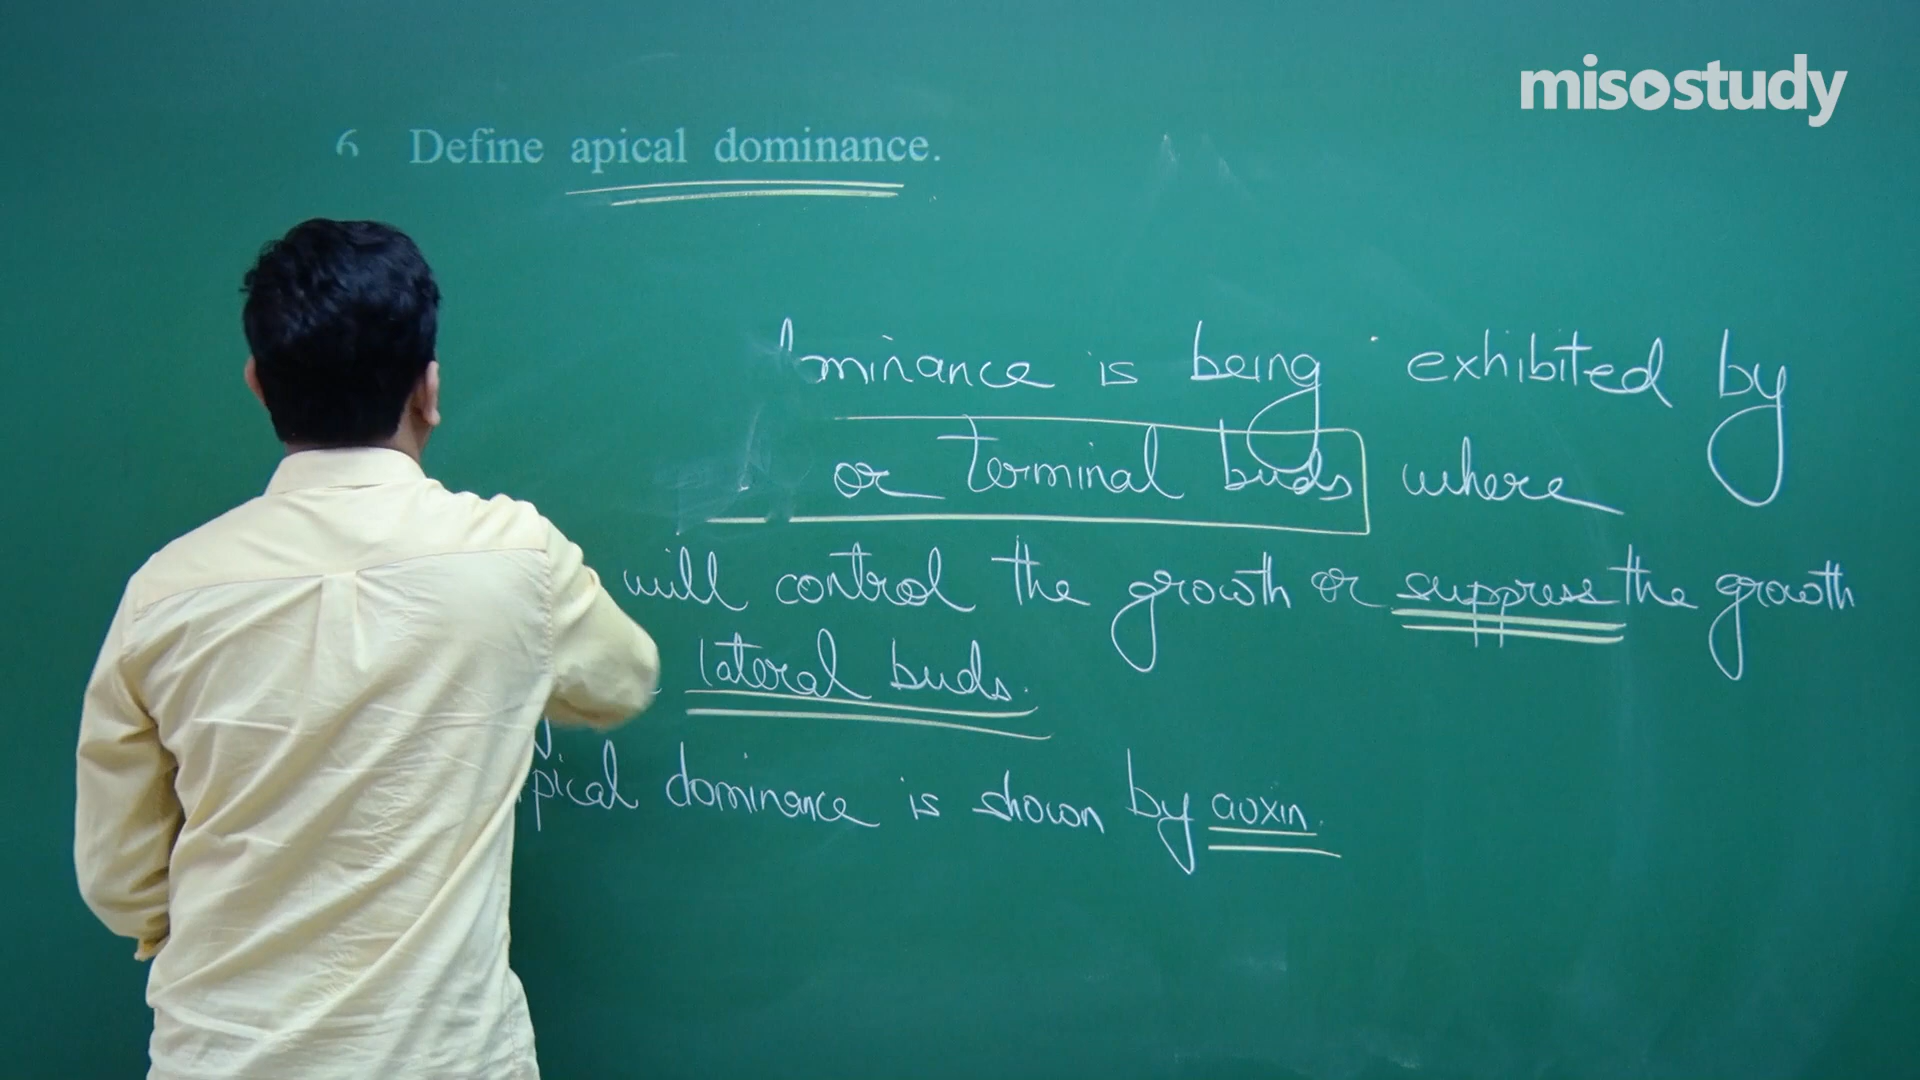 misostudy
6 Define apical dominance.
minance is being exhibited by
or Terminal buds where
will control the growth or suppress the growth
lateral buds.
pical dominance is shown by auxin.